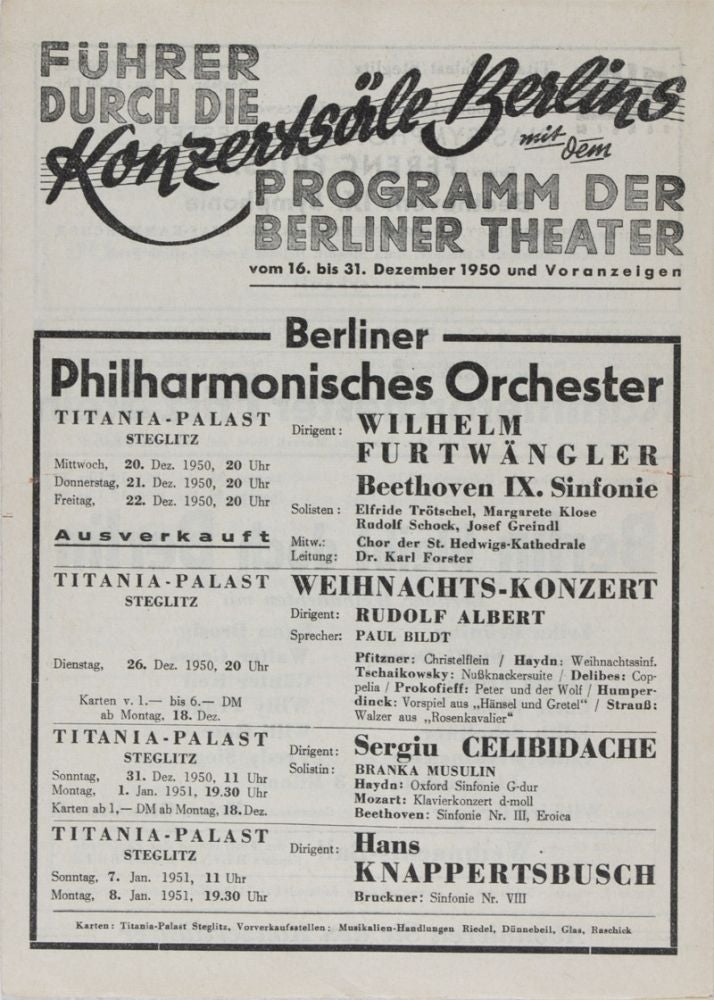 FÜHRER
DURCH DIE
Konzertsäle Berlins
mit dem
PROGRAMM DER
BERLINER THEATER
vom 16. bis 31. Dezember 1950 und Voranzeigen
Berliner
Philharmonisches Orchester
TITANIA-PALAST
STEGLITZ
Mittwoch, 20. Dez. 1950, 20 Uhr
Donnerstag, 21. Dez. 1950, 20 Uhr
Freitag, 22. Dez. 1950, 20 Uhr
Ausverkauft
Dirigent: WILHELM
FURTWÄNGLER
Beethoven IX. Sinfonie
Solisten: Elfride Trötschel, Margarete Klose
Rudolf Schock, Josef Greindl
Mitw.: Chor der St. Hedwigs-Kathedrale
Leitung: Dr. Karl Forster
TITANIA-PALAST
STEGLITZ
Dienstag, 26. Dez. 1950, 20 Uhr
Karten v. 1.— bis 6.— DM
ab Montag, 18. Dez.
WEIHNACHTS-KONZERT
Dirigent: RUDOLF ALBERT
Sprecher: PAUL BILDT
Pfitzner: Christelflein / Haydn: Weihnachtssinf.
Tschaikowsky: Nußknackersuite / Delibes: Cop-
pelia / Prokofieff: Peter und der Wolf / Humper-
dinck: Vorspiel aus „Hänsel und Gretel" / Strauß:
Walzer aus „Rosenkavalier"
TITANIA-PALAST
STEGLITZ
Sonntag, 31. Dez. 1950, 11 Uhr
Montag, 1. Jan. 1951, 19.30 Uhr
Karten ab 1,— DM ab Montag, 18. Dez.
Dirigent: Sergiu CELIBIDACHE
Solistin: BRANKA MUSULIN
Haydn: Oxford Sinfonie G-dur
Mozart: Klavierkonzert d-moll
Beethoven: Sinfonie Nr. III, Eroica
TITANIA-PALAST
STEGLITZ
Sonntag, 7. Jan. 1951, 11 Uhr
Montag, 8. Jan. 1951, 19.30 Uhr
Dirigent: Hans
KNAPPERTSBUSCH
Bruckner: Sinfonie Nr. VIII
Karten: Titania-Palast Steglitz, Vorverkaufsstellen: Musikalien-Handlungen Riedel, Dünnebeil, Glas, Raschick